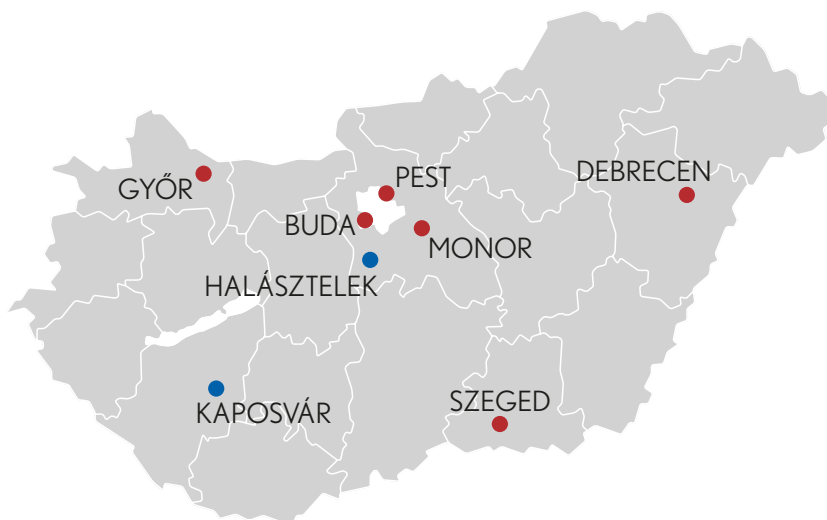 DEBRECEN
PEST
GYŐR
BUDA
MONOR
HALÁSZTELEK
SZEGED
KAPOSVÁR